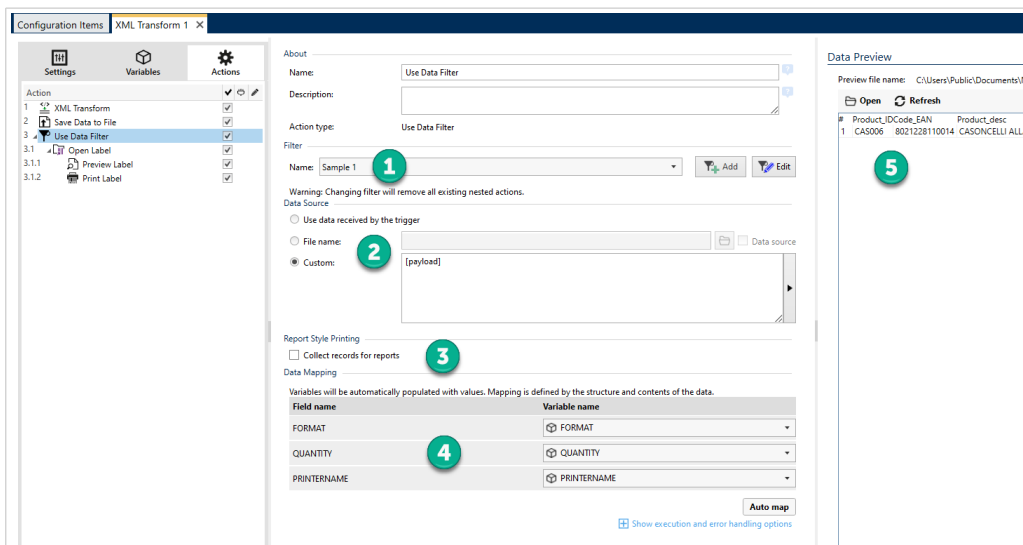 Configuration Items XML Transform 1
Settings Variables Actions
Action
1 XML Transform
2 Save Data to File
3 Use Data Filter
3.1 Open Label
3.1.1 Preview Label
3.1.2 Print Label
About
Name: Use Data Filter
Description:
Action type: Use Data Filter
Filter
Name: Sample 1 1 Add Edit
Warning: Changing filter will remove all existing nested actions.
Data Source
Use data received by the trigger
File name: Data source
2
Custom: [payload]
Report Style Printing
Collect records for reports 3
Data Mapping
Variables will be automatically populated with values. Mapping is defined by the structure and contents of the data.
Field name Variable name
FORMAT FORMAT
QUANTITY 4 QUANTITY
PRINTERNAME PRINTERNAME
Auto map
Show execution and error handling options
Data Preview
Preview file name: C:\Users\Public\Documents\
Open Refresh
# Product_IDCode_EAN Product_desc
1 CAS006 8021228110014 CASONCELLI ALL
5